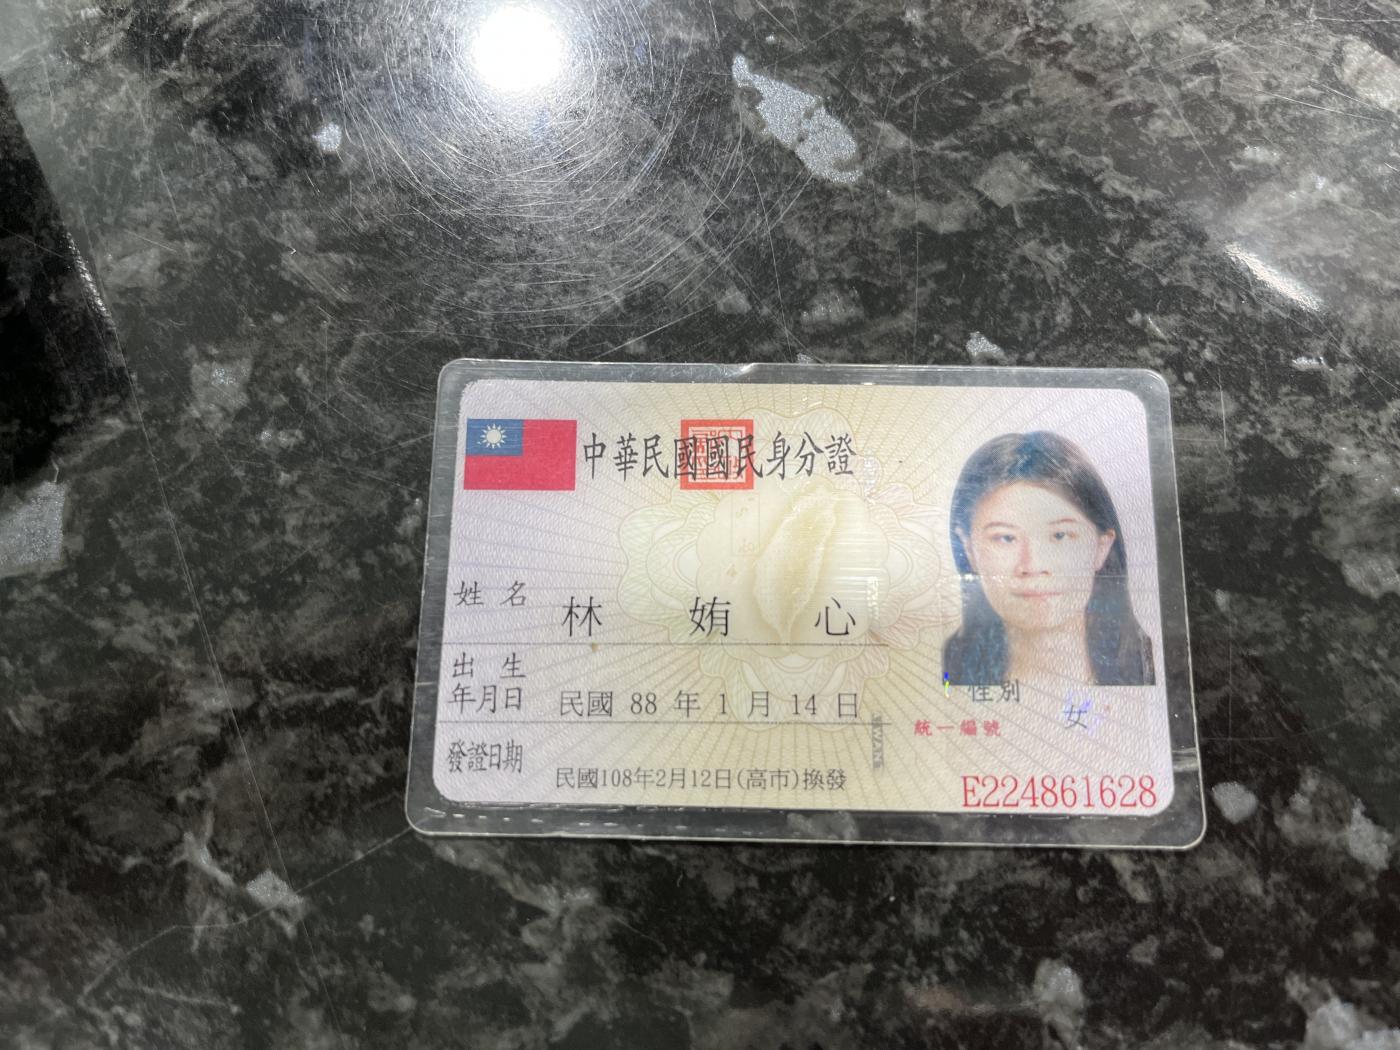 中華民國國民身分證
姓名 林姷心
出生年月日 民國 88 年 1 月 14 日
性別 女
統一編號
發證日期 民國108年2月12日(高市)換發
E224861628